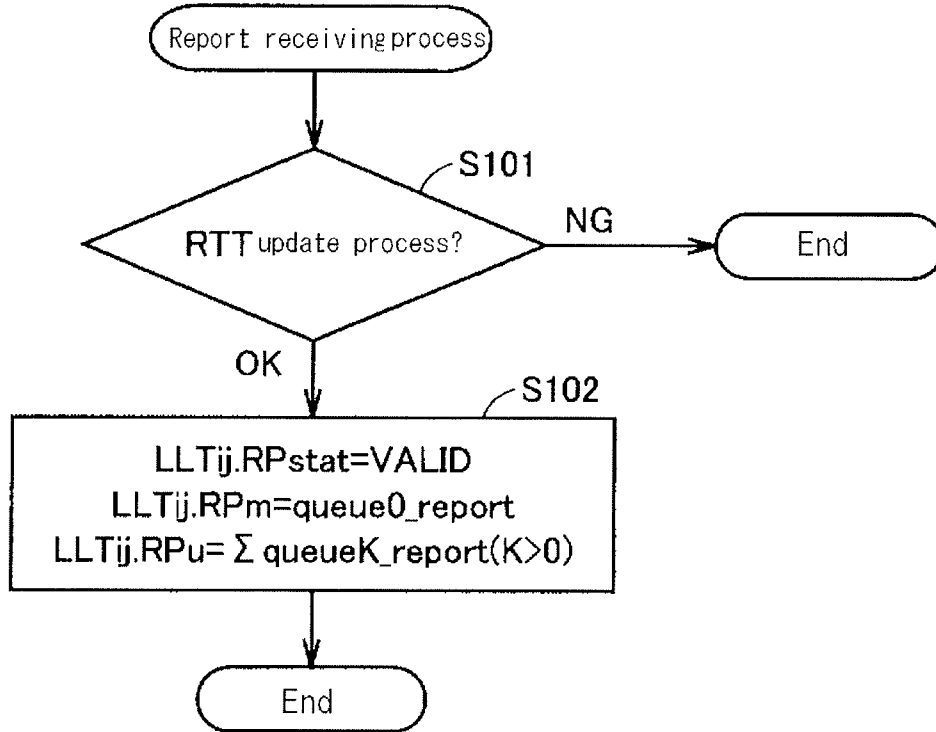 Report receiving process
S101
RTT update process?
NG
End
OK
S102
LLTij.RPstat=VALID
LLTij.RPm=queue0_report
LLTij.RPu=ΣqueueK_report(K>0)
End